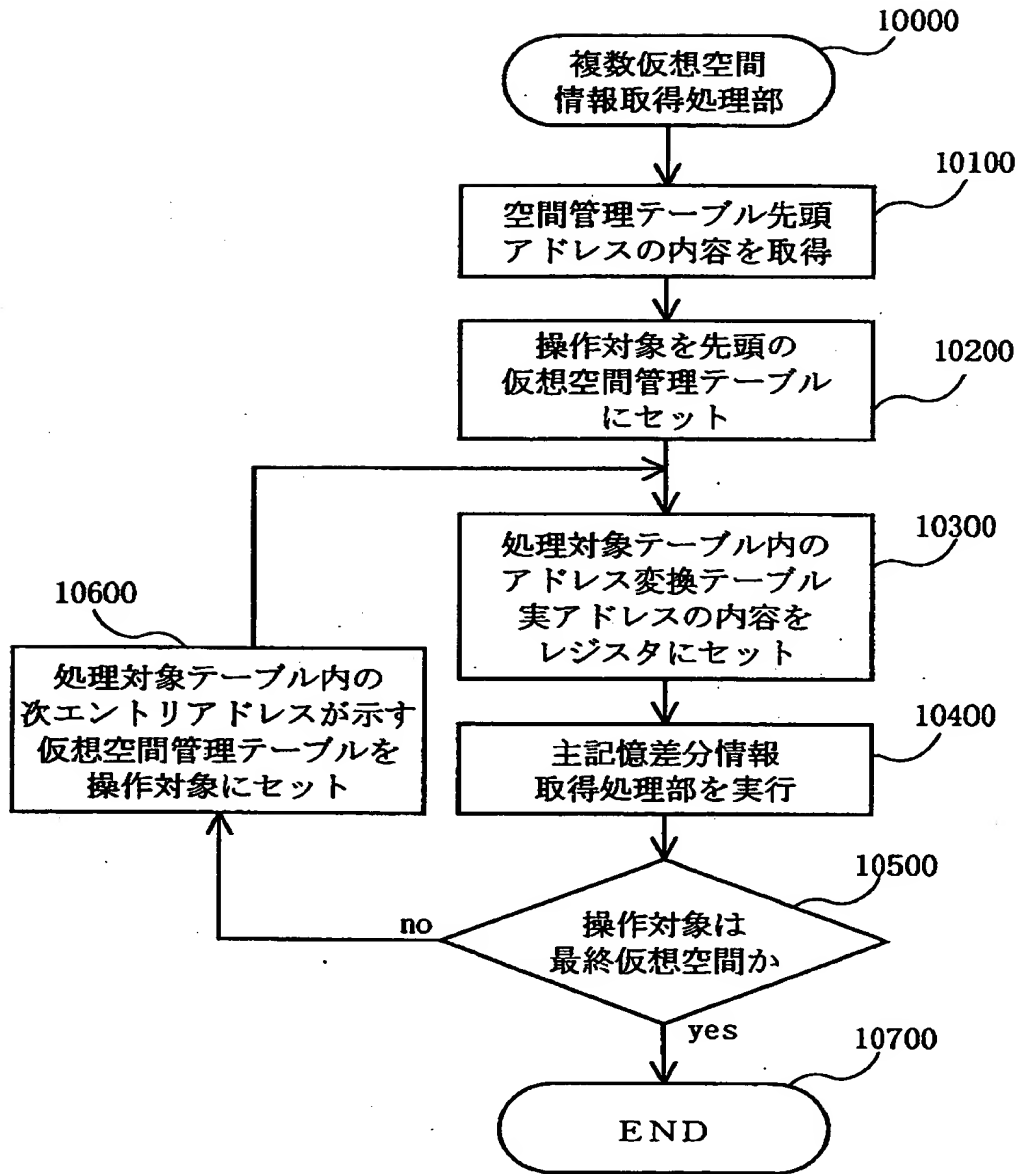 10000
複数仮想空間
情報取得処理部
10100
空間管理テーブル先頭
アドレスの内容を取得
10200
操作対象を先頭の
仮想空間管理テーブル
にセット
10300
処理対象テーブル内の
アドレス変換テーブル
実アドレスの内容を
レジスタにセット
10600
処理対象テーブル内の
次エントリアドレスが示す
仮想空間管理テーブルを
操作対象にセット
10400
主記憶差分情報
取得処理部を実行
10500
操作対象は
最終仮想空間か
no
yes
10700
END